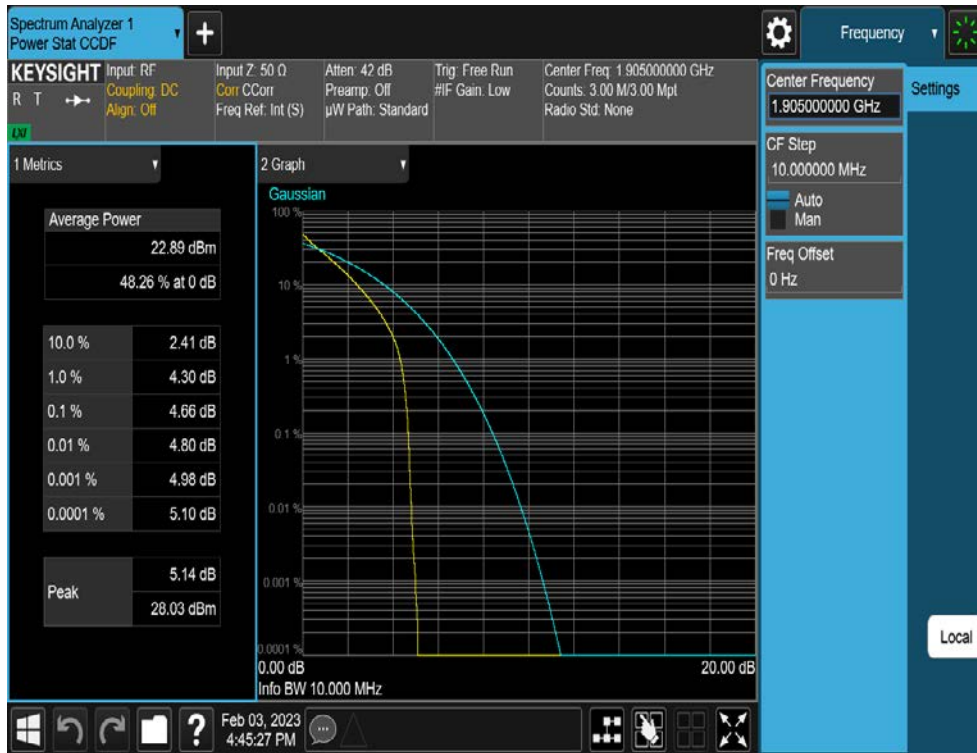 Spectrum Analyzer 1
Power Stat CCDF
+
Frequency
KEYSIGHT
R T
LXI
Input: RF
Coupling: DC
Align: Off
Input Z: 50 Ω
Corr CCorr
Freq Ref: Int (S)
Atten: 42 dB
Preamp: Off
µW Path: Standard
Trig: Free Run
#IF Gain: Low
Center Freq: 1.905000000 GHz
Counts: 3.00 M/3.00 Mpt
Radio Std: None
Center Frequency
1.905000000 GHz
Settings
CF Step
10.000000 MHz
Auto
Man
Freq Offset
0 Hz
1 Metrics
Average Power
22.89 dBm
48.26 % at 0 dB
10.0 % 2.41 dB
1.0 % 4.30 dB
0.1 % 4.66 dB
0.01 % 4.80 dB
0.001 % 4.98 dB
0.0001 % 5.10 dB
Peak
5.14 dB
28.03 dBm
2 Graph
Gaussian
100 %
10 %
1 %
0.1 %
0.01 %
0.001 %
0.0001 %
0.00 dB 20.00 dB
Info BW 10.000 MHz
Local
?
Feb 03, 2023
4:45:27 PM